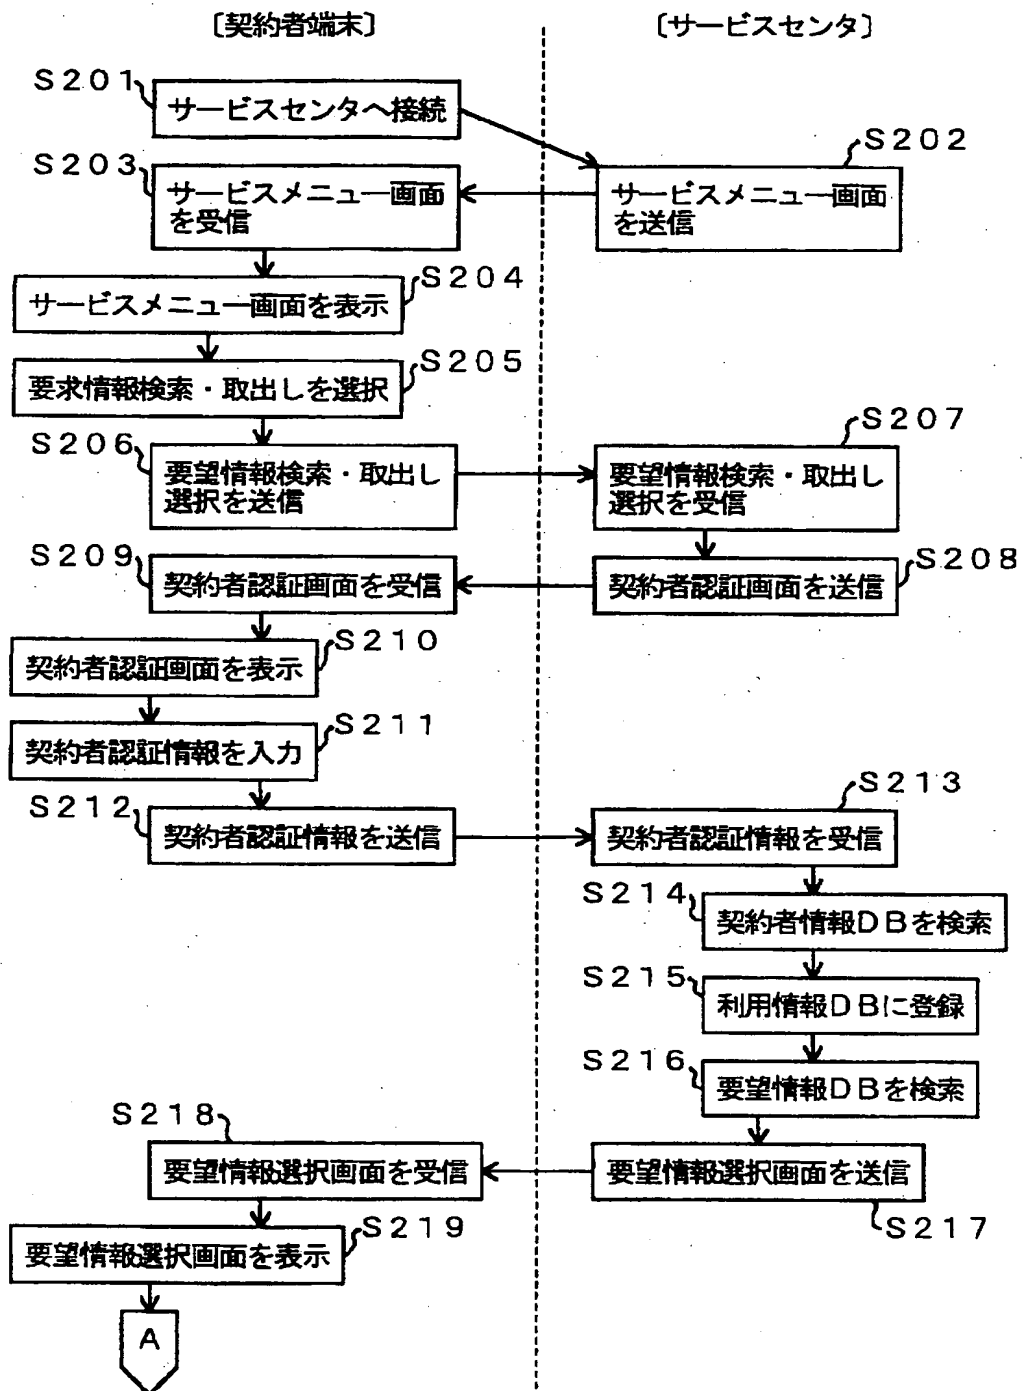 〔契約者端末〕
〔サービスセンタ〕
S201
サービスセンタへ接続
S202
サービスメニュー画面
を送信
S203
サービスメニュー画面
を受信
S204
サービスメニュー画面を表示
S205
要求情報検索・取出しを選択
S206
要望情報検索・取出し
選択を送信
S207
要望情報検索・取出し
選択を受信
S208
契約者認証画面を送信
S209
契約者認証画面を受信
S210
契約者認証画面を表示
S211
契約者認証情報を入力
S212
契約者認証情報を送信
S213
契約者認証情報を受信
S214
契約者情報DBを検索
S215
利用情報DBに登録
S216
要望情報DBを検索
S217
要望情報選択画面を送信
S218
要望情報選択画面を受信
S219
要望情報選択画面を表示
A